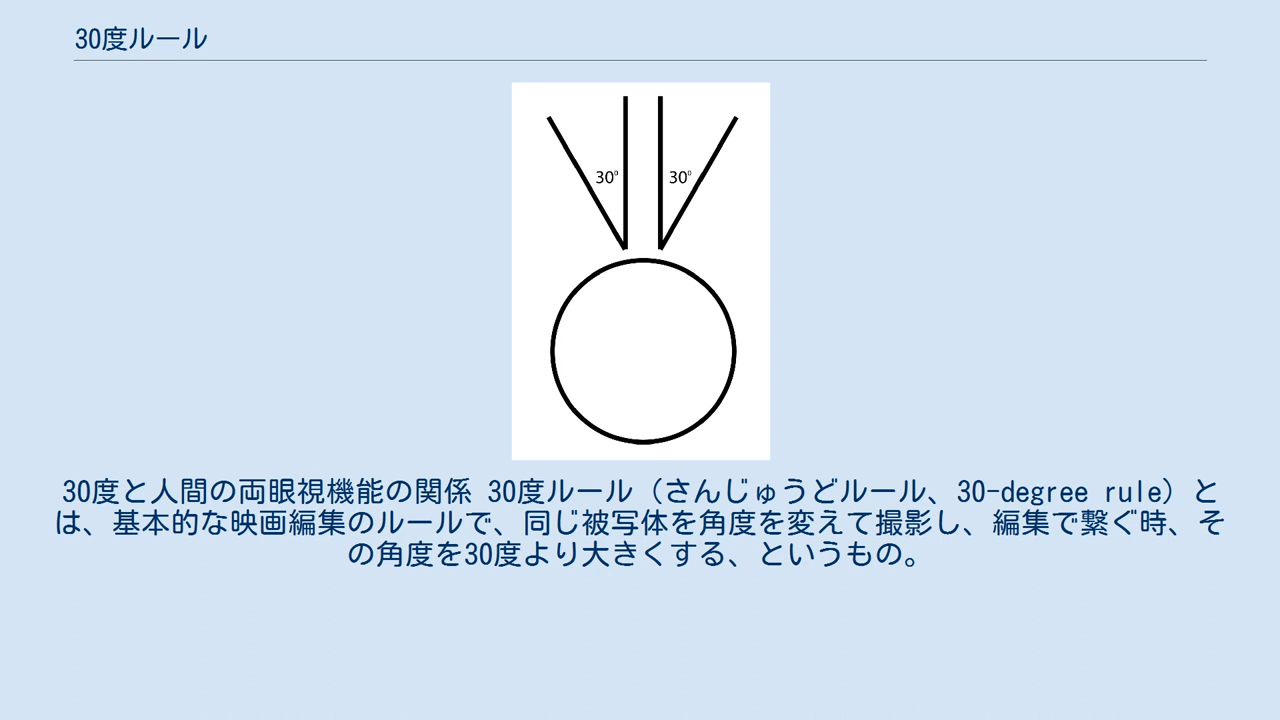 30度ルール
30° 30°
30度と人間の両眼視機能の関係 30度ルール（さんじゅうどルール、30-degree rule）と
は、基本的な映画編集のルールで、同じ被写体を角度を変えて撮影し、編集で繋ぐ時、そ
の角度を30度より大きくする、というもの。